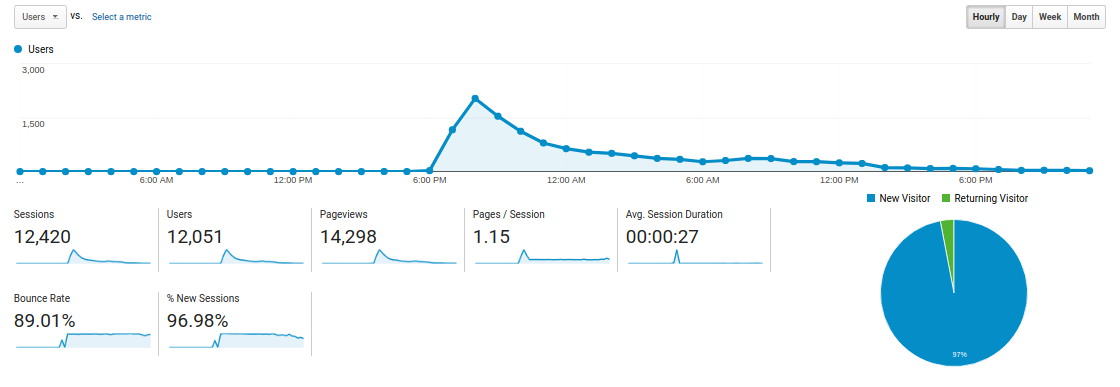 Users vs. Select a metric Hourly Day Week Month
Users
3,000
1,500
... 6:00 AM 12:00 PM 6:00 PM 12:00 AM 6:00 AM 12:00 PM 6:00 PM
New Visitor Returning Visitor
Sessions Users Pageviews Pages / Session Avg. Session Duration
12,420 12,051 14,298 1.15 00:00:27
Bounce Rate % New Sessions
89.01% 96.98%
97%